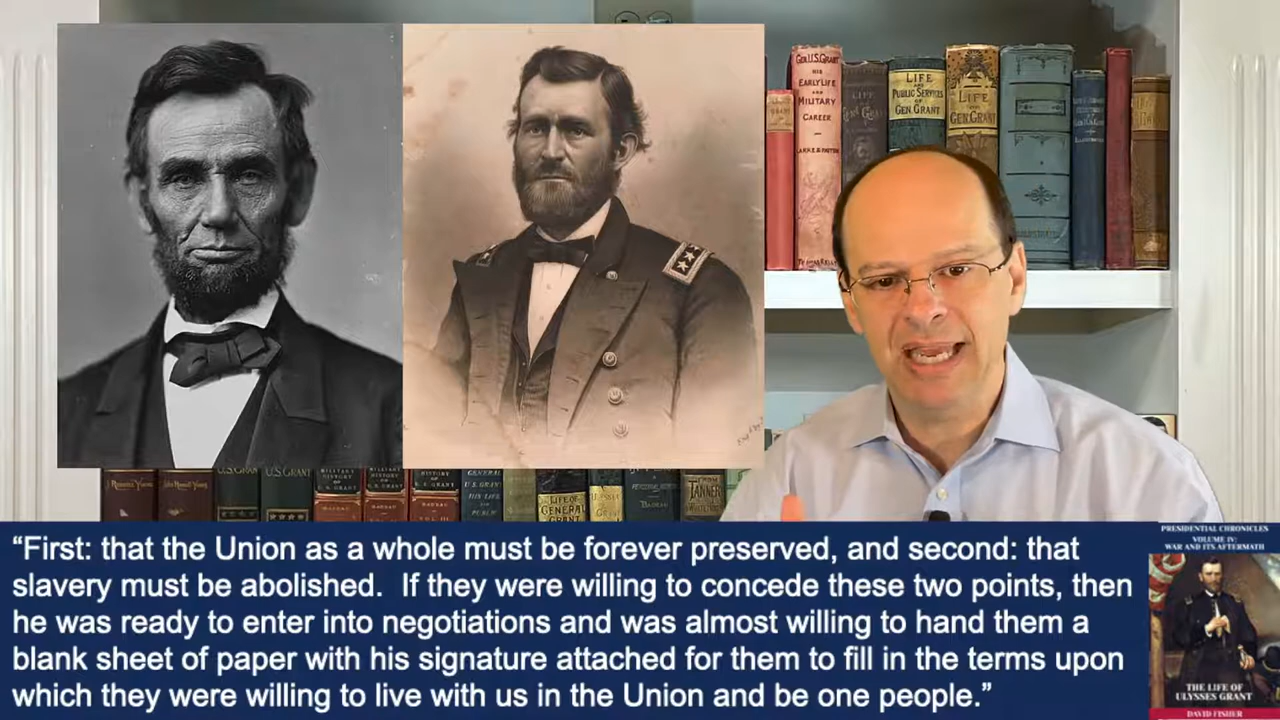 Gen. U.S. GRANT
HIS
EARLY LIFE
AND
MILITARY
CAREER
LIFE
AND
PUBLIC SERVICES
OF
GEN. GRANT
LIFE
OF
GEN. GRANT
U.S. GRANT
U.S. GRANT
LIFE OF
GENERAL
GRANT
FROM
TANNER
“First: that the Union as a whole must be forever preserved, and second: that
slavery must be abolished.  If they were willing to concede these two points, then
he was ready to enter into negotiations and was almost willing to hand them a
blank sheet of paper with his signature attached for them to fill in the terms upon
which they were willing to live with us in the Union and be one people.”
PRESIDENTIAL CHRONICLES
VOLUME IV:
WAR AND ITS AFTERMATH
THE LIFE OF
ULYSSES GRANT
DAVID FISHER